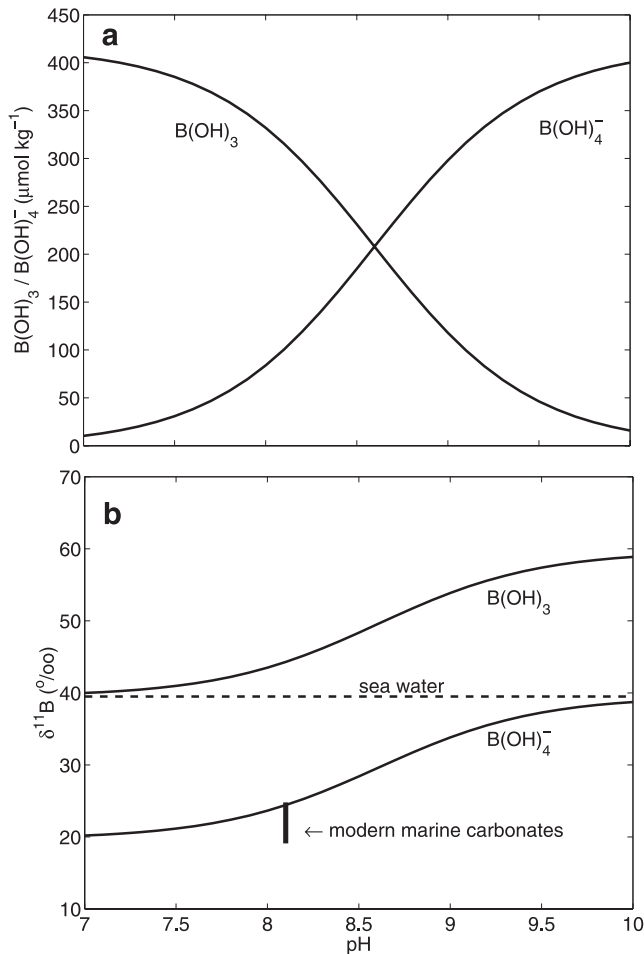 a
450
400
350
300
250
200
150
100
50
0
B(OH)₃ / B(OH)₄⁻ (μmol kg⁻¹)
B(OH)₃
B(OH)₄⁻
b
70
60
50
40
30
20
10
δ¹¹B (o/oo)
B(OH)₃
sea water
B(OH)₄⁻
← modern marine carbonates
7 7.5 8 8.5 9 9.5 10
pH